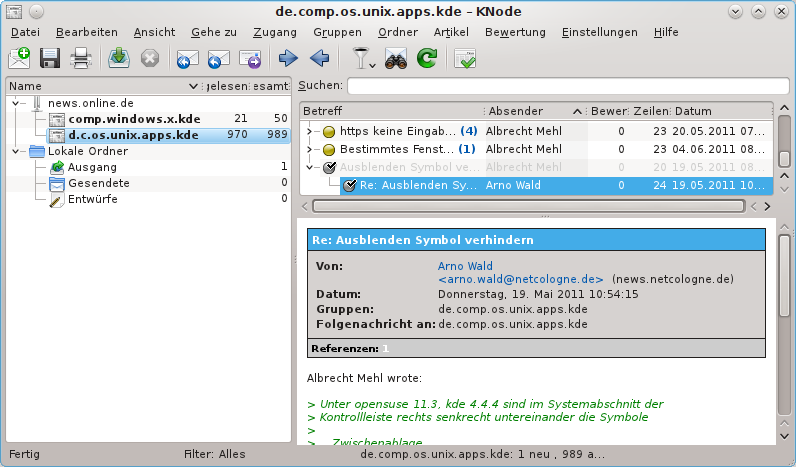 de.comp.os.unix.apps.kde – KNode
Datei Bearbeiten Ansicht Gehe zu Zugang Gruppen Ordner Artikel Bewertung Einstellungen Hilfe
Suchen:
Name gelesen esamt
news.online.de
comp.windows.x.kde 21 50
d.c.os.unix.apps.kde 970 989
Lokale Ordner
Ausgang 1
Gesendete 0
Entwürfe 0
Betreff Absender Bewer Zeilen Datum
https keine Eingab... (4) Albrecht Mehl 0 23 20.05.2011 07...
Bestimmtes Fenst... (1) Albrecht Mehl 0 23 04.06.2011 08...
Ausblenden Symbol ve... Albrecht Mehl 0 20 19.05.2011 08...
Re: Ausblenden Sy... Arno Wald 0 24 19.05.2011 10...
Re: Ausblenden Symbol verhindern
Von: Arno Wald
<arno.wald@netcologne.de> (news.netcologne.de)
Datum: Donnerstag, 19. Mai 2011 10:54:15
Gruppen: de.comp.os.unix.apps.kde
Folgenachricht an: de.comp.os.unix.apps.kde
Referenzen: 1
Albrecht Mehl wrote:
> Unter opensuse 11.3, kde 4.4.4 sind im Systemabschnitt der
> Kontrollleiste rechts senkrecht untereinander die Symbole
>
> Zwischenablage
Fertig Filter: Alles de.comp.os.unix.apps.kde: 1 neu , 989 a...